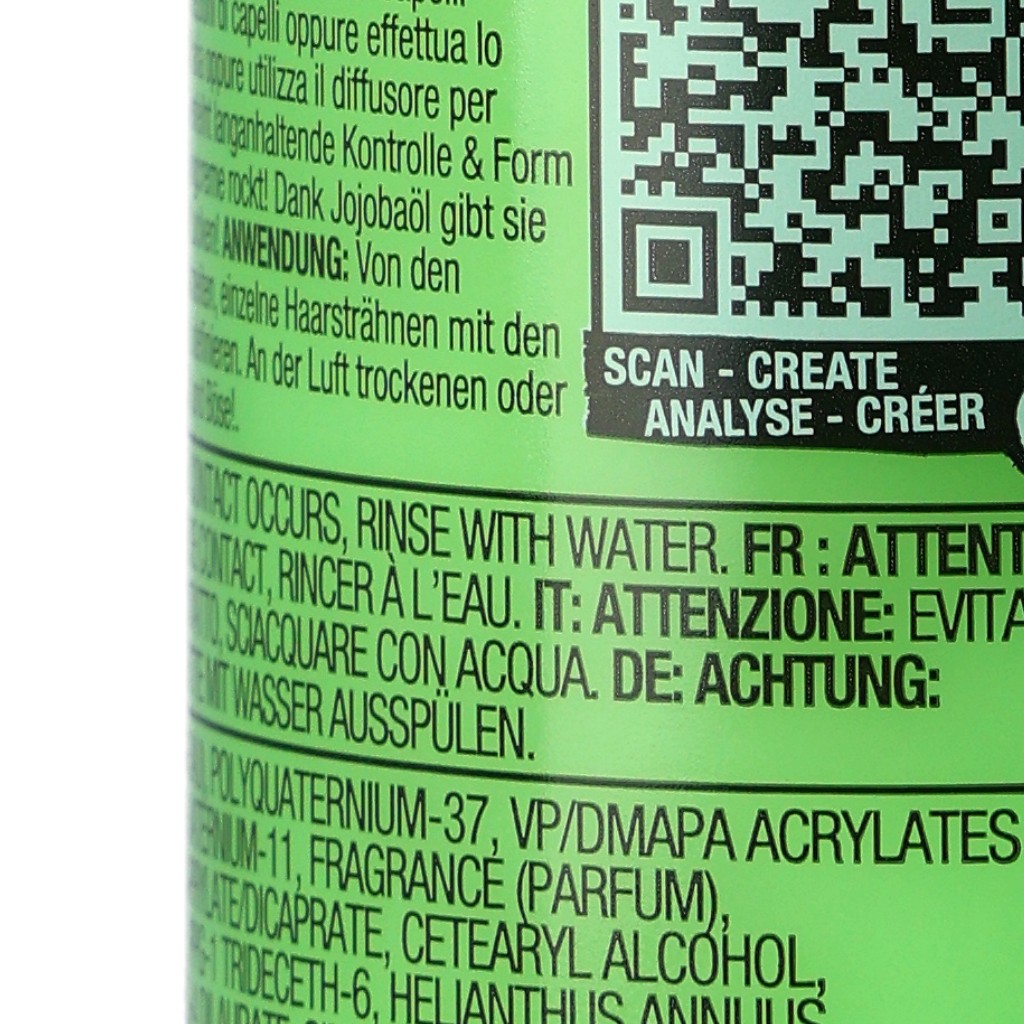 capelli oppure effettua lo
oppure utilizza il diffusore per
langanhaltende Kontrolle & Form
rockt! Dank Jojobaöl gibt sie
ANWENDUNG: Von den
einzelne Haarsträhnen mit den
An der Luft trockenen oder
SCAN - CREATE
ANALYSE - CRÉER
OCCURS, RINSE WITH WATER. FR : ATTENT
CONTACT, RINCER À L'EAU. IT: ATTENZIONE: EVITA
SCIACQUARE CON ACQUA. DE: ACHTUNG:
MIT WASSER AUSSPÜLEN.
POLYQUATERNIUM-37, VP/DMAPA ACRYLATES
-11, FRAGRANCE (PARFUM),
/DICAPRATE, CETEARYL ALCOHOL,
TRIDECETH-6, HELIANTHUS ANNUUS